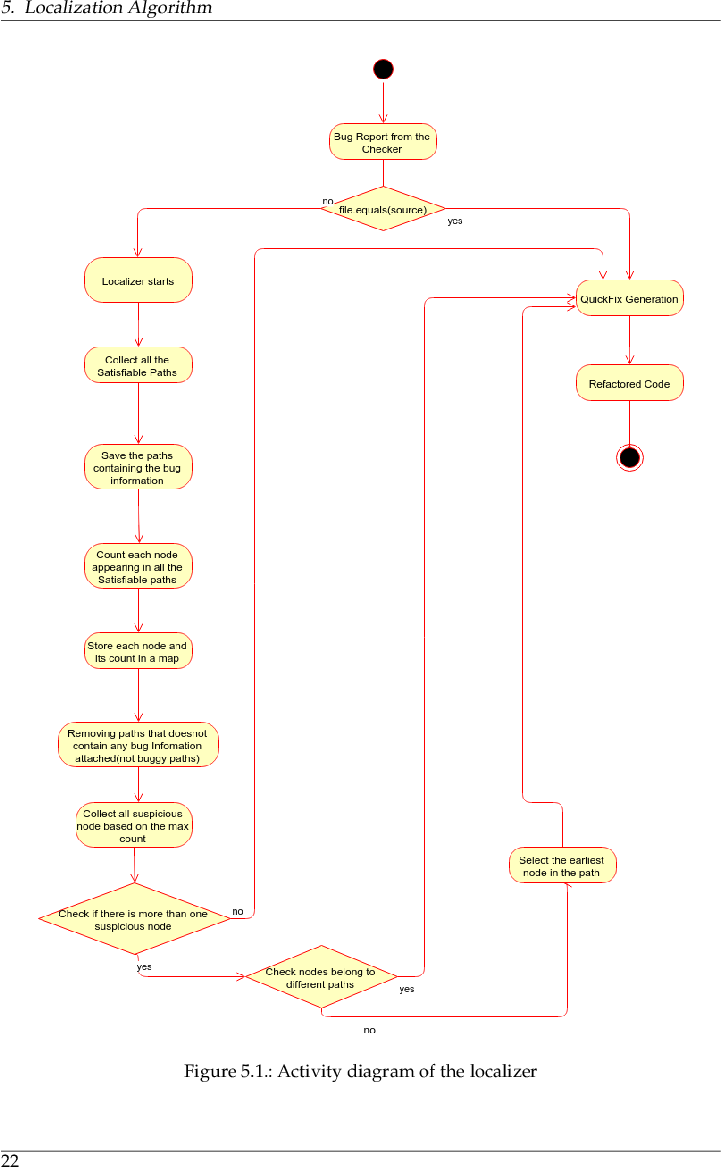 5. Localization Algorithm
Bug Report from the
Checker
no
file.equals(source)
yes
Localizer starts
QuickFix Generation
Collect all the
Satisfiable Paths
Refactored Code
Save the paths
containing the bug
information
Count each node
appearing in all the
Satisfiable paths
Store each node and
its count in a map
Removing paths that doesnot
contain any bug Infomation
attached(not buggy paths)
Collect all suspicious
node based on the max
count
Select the earliest
node in the path
Check if there is more than one
suspicious node
no
yes
Check nodes belong to
different paths
yes
no
Figure 5.1.: Activity diagram of the localizer
22